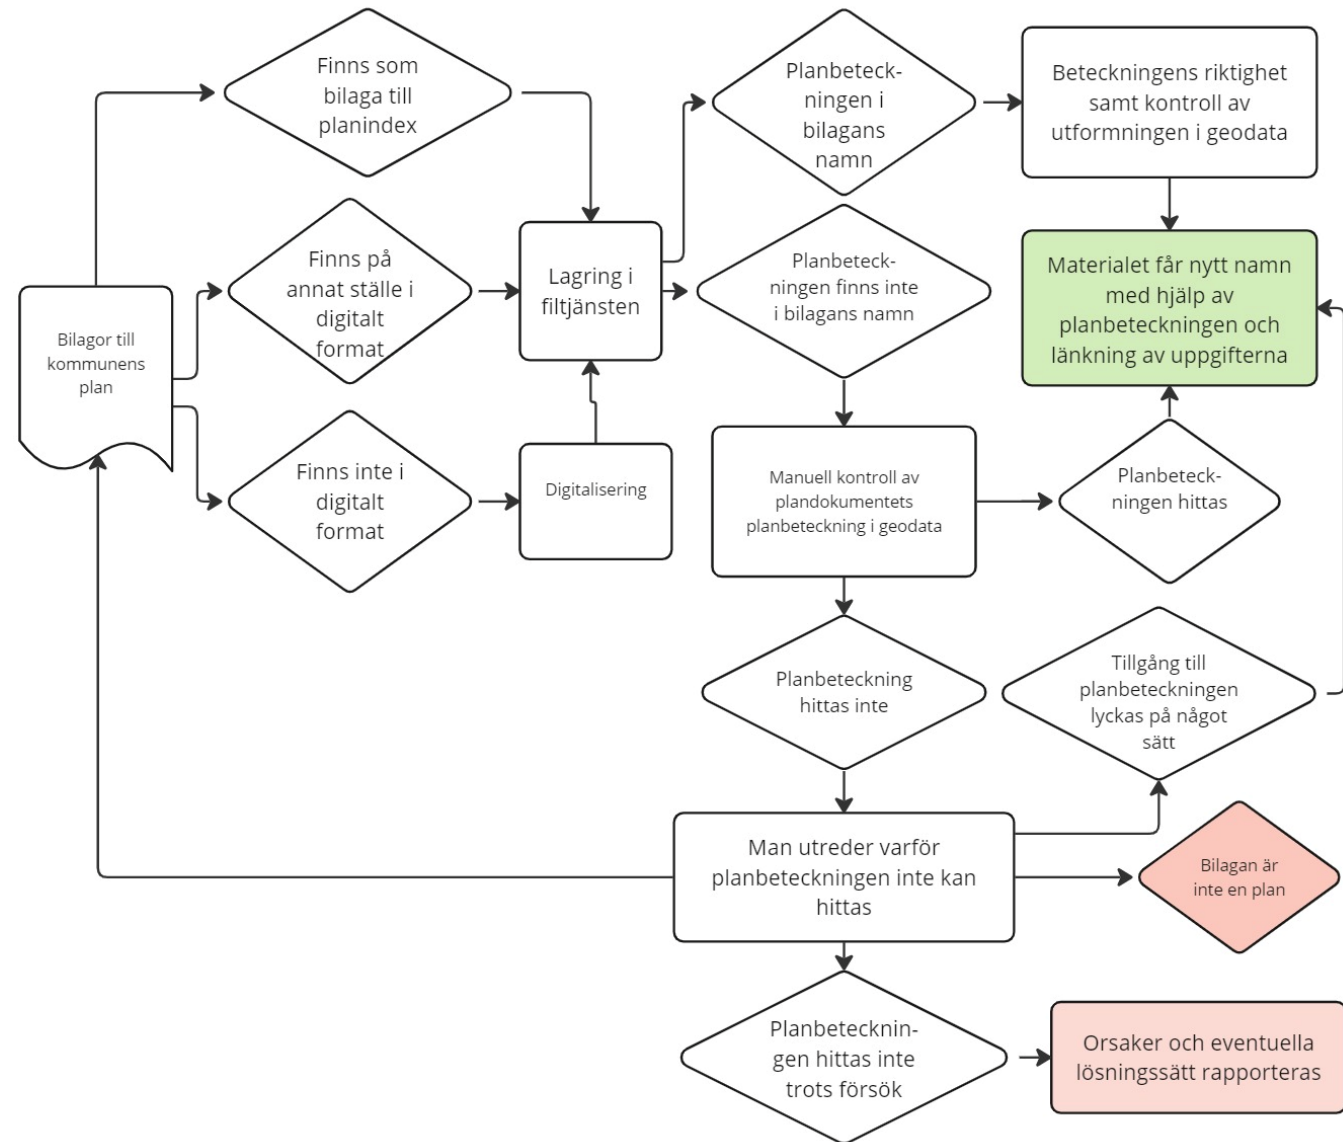 Finns som
bilaga till
planindex
Planbeteck-
ningen i
bilagans
namn
Beteckningens riktighet
samt kontroll av
utformningen i geodata
Finns på
annat ställe i
digitalt
format
Lagring i
filtjänsten
Planbeteck-
ningen finns inte
i bilagans namn
Materialet får nytt namn
med hjälp av
planbeteckningen och
länkning av uppgifterna
Bilagor till
kommunens
plan
Finns inte i
digitalt
format
Digitalisering
Manuell kontroll av
plandokumentets
planbeteckning i geodata
Planbeteck-
ningen hittas
Planbeteckning
hittas inte
Tillgång till
planbeteckningen
lyckas på något
sätt
Man utreder varför
planbeteckningen inte kan
hittas
Bilagan är
inte en plan
Planbetecknin-
gen hittas inte
trots försök
Orsaker och eventuella
lösningssätt rapporteras